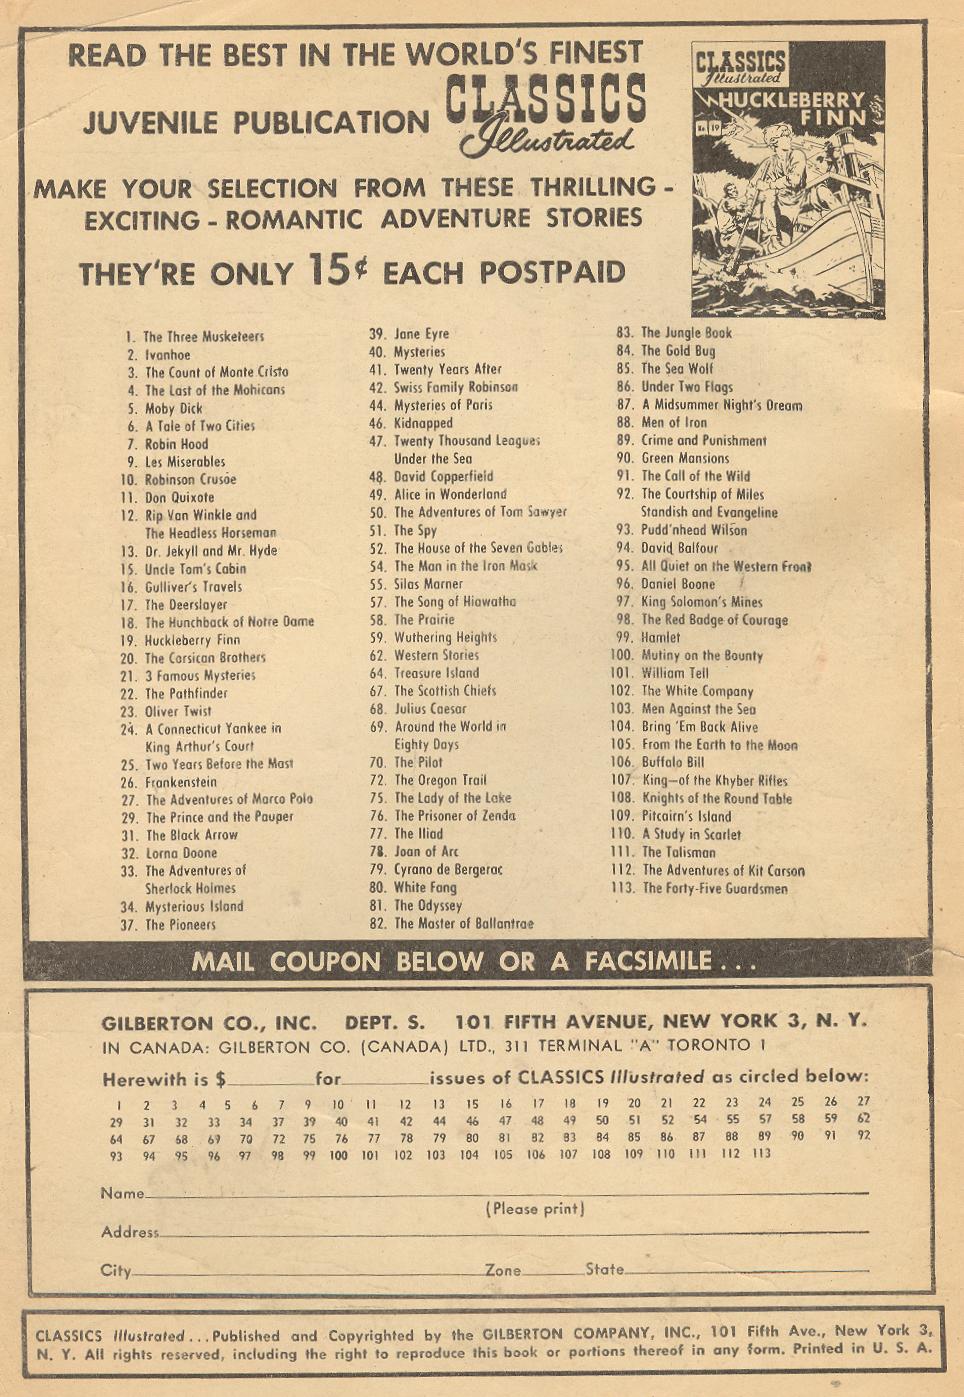 READ THE BEST IN THE WORLD'S FINEST
JUVENILE PUBLICATION CLASSICS Illustrated
MAKE YOUR SELECTION FROM THESE THRILLING -
EXCITING - ROMANTIC ADVENTURE STORIES
THEY'RE ONLY 15¢ EACH POSTPAID
CLASSICS
Illustrated
HUCKLEBERRY
FINN
No. 19
1. The Three Musketeers
2. Ivanhoe
3. The Count of Monte Cristo
4. The Last of the Mohicans
5. Moby Dick
6. A Tale of Two Cities
7. Robin Hood
9. Les Miserables
10. Robinson Crusoe
11. Don Quixote
12. Rip Van Winkle and
The Headless Horseman
13. Dr. Jekyll and Mr. Hyde
15. Uncle Tom's Cabin
16. Gulliver's Travels
17. The Deerslayer
18. The Hunchback of Notre Dame
19. Huckleberry Finn
20. The Corsican Brothers
21. 3 Famous Mysteries
22. The Pathfinder
23. Oliver Twist
24. A Connecticut Yankee in
King Arthur's Court
25. Two Years Before the Mast
26. Frankenstein
27. The Adventures of Marco Polo
29. The Prince and the Pauper
31. The Black Arrow
32. Lorna Doone
33. The Adventures of
Sherlock Holmes
34. Mysterious Island
37. The Pioneers
39. Jane Eyre
40. Mysteries
41. Twenty Years After
42. Swiss Family Robinson
44. Mysteries of Paris
46. Kidnapped
47. Twenty Thousand Leagues
Under the Sea
48. David Copperfield
49. Alice in Wonderland
50. The Adventures of Tom Sawyer
51. The Spy
52. The House of the Seven Gables
54. The Man in the Iron Mask
55. Silas Marner
57. The Song of Hiawatha
58. The Prairie
59. Wuthering Heights
62. Western Stories
64. Treasure Island
67. The Scottish Chiefs
68. Julius Caesar
69. Around the World in
Eighty Days
70. The Pilot
72. The Oregon Trail
75. The Lady of the Lake
76. The Prisoner of Zenda
77. The Iliad
78. Joan of Arc
79. Cyrano de Bergerac
80. White Fang
81. The Odyssey
82. The Master of Ballantrae
83. The Jungle Book
84. The Gold Bug
85. The Sea Wolf
86. Under Two Flags
87. A Midsummer Night's Dream
88. Men of Iron
89. Crime and Punishment
90. Green Mansions
91. The Call of the Wild
92. The Courtship of Miles
Standish and Evangeline
93. Pudd'nhead Wilson
94. David Balfour
95. All Quiet on the Western Front
96. Daniel Boone
97. King Solomon's Mines
98. The Red Badge of Courage
99. Hamlet
100. Mutiny on the Bounty
101. William Tell
102. The White Company
103. Men Against the Sea
104. Bring 'Em Back Alive
105. From the Earth to the Moon
106. Buffalo Bill
107. King—of the Khyber Rifles
108. Knights of the Round Table
109. Pitcairn's Island
110. A Study in Scarlet
111. The Talisman
112. The Adventures of Kit Carson
113. The Forty-Five Guardsmen
MAIL COUPON BELOW OR A FACSIMILE . . .
GILBERTON CO., INC. DEPT. S. 101 FIFTH AVENUE, NEW YORK 3, N. Y.
IN CANADA: GILBERTON CO. (CANADA) LTD., 311 TERMINAL "A" TORONTO 1
Herewith is $ for issues of CLASSICS Illustrated as circled below:
1 2 3 4 5 6 7 9 10 11 12 13 15 16 17 18 19 20 21 22 23 24 25 26 27
29 31 32 33 34 37 39 40 41 42 44 46 47 48 49 50 51 52 54 55 57 58 59 62
64 67 68 69 70 72 75 76 77 78 79 80 81 82 83 84 85 86 87 88 89 90 91 92
93 94 95 96 97 98 99 100 101 102 103 104 105 106 107 108 109 110 111 112 113
Name
(Please print)
Address
City Zone State
CLASSICS Illustrated . . . Published and Copyrighted by the GILBERTON COMPANY, INC., 101 Fifth Ave., New York 3,
N. Y. All rights reserved, including the right to reproduce this book or portions thereof in any form. Printed in U. S. A.